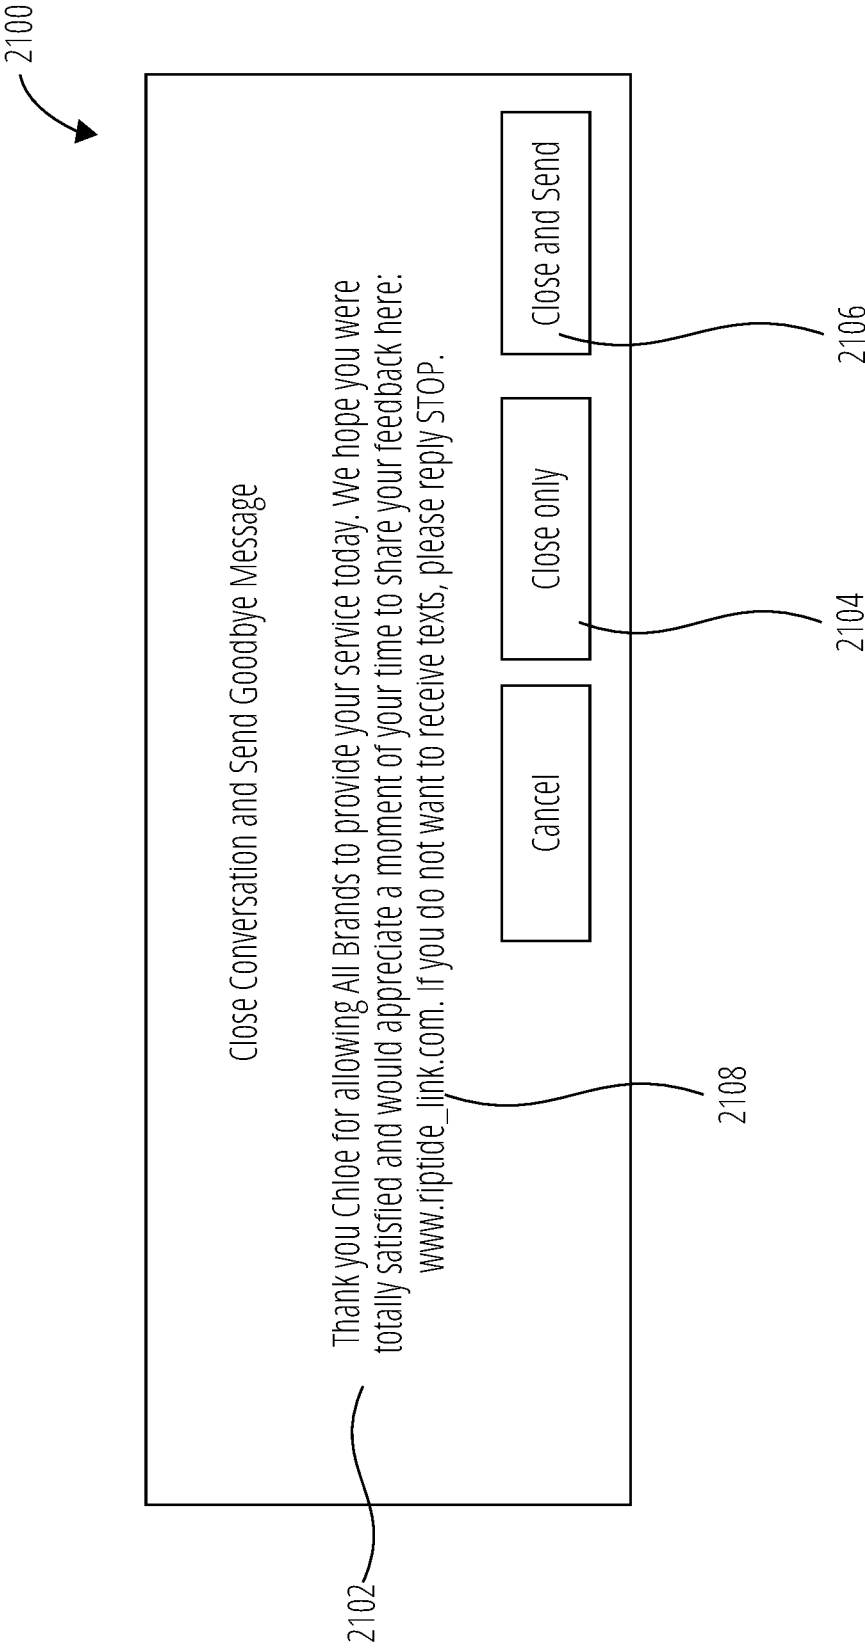 2100
Close Conversation and Send Goodbye Message
2102
Thank you Chloe for allowing All Brands to provide your service today. We hope you were
totally satisfied and would appreciate a moment of your time to share your feedback here:
www.riptide_link.com. If you do not want to receive texts, please reply STOP.
Cancel
Close only
Close and Send
2108
2104
2106